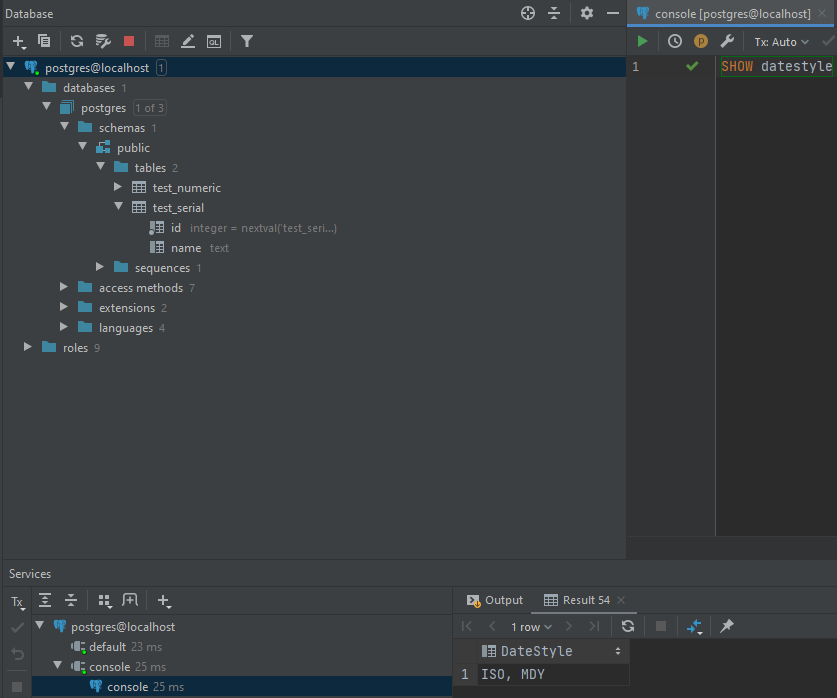 Database
console [postgres@localhost]
Tx: Auto
postgres@localhost 1
1 SHOW datestyle
databases 1
postgres 1 of 3
schemas 1
public
tables 2
test_numeric
test_serial
id integer = nextval('test_seri...)
name text
sequences 1
access methods 7
extensions 2
languages 4
roles 9
Services
Tx
Output
Result 54
postgres@localhost
1 row
default 23 ms
DateStyle
console 25 ms
1 ISO, MDY
console 25 ms